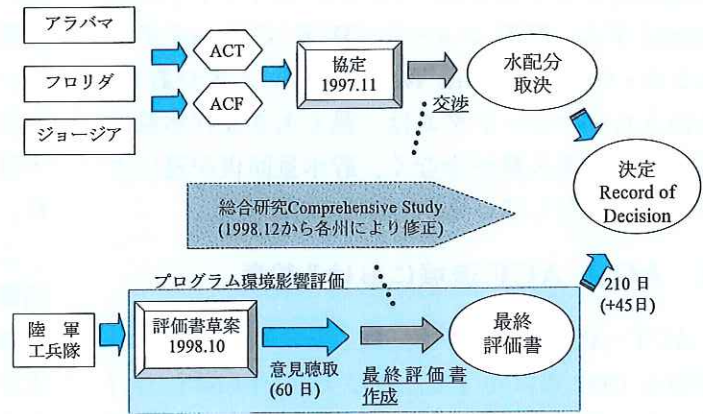 アラバマ
フロリダ
ジョージア
ACT
ACF
協定
1997.11
交渉
水配分
取決
決定
Record of
Decision
総合研究Comprehensive Study
(1998.12から各州により修正)
プログラム環境影響評価
陸軍
工兵隊
評価書草案
1998.10
意見聴取
(60日)
最終評価書
作成
最終
評価書
210日
(+45日)